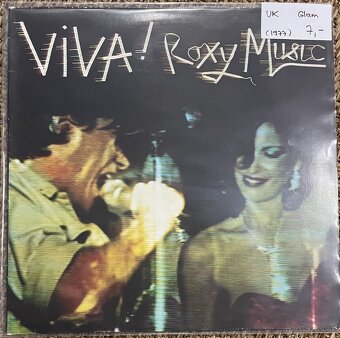 ViVA! Roxy Music
UK Glam
(1977) 7,-